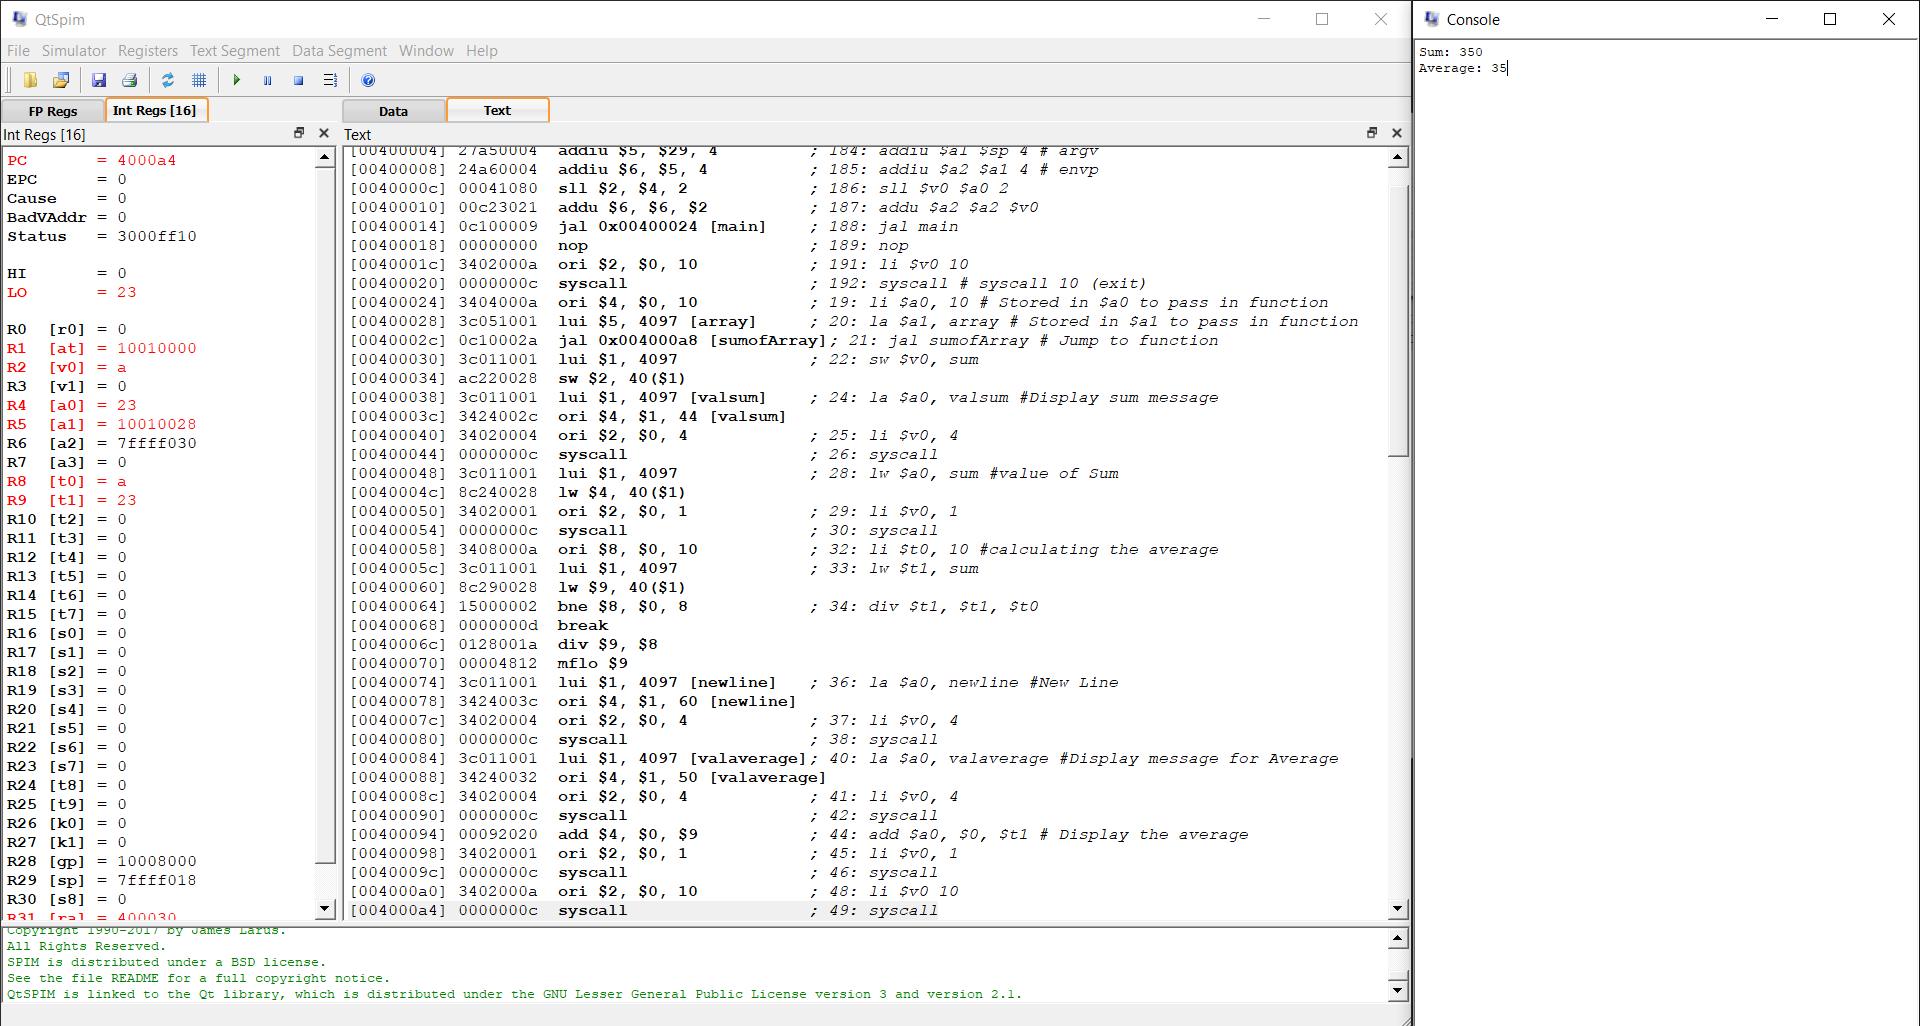 QtSpim
File Simulator Registers Text Segment Data Segment Window Help
FP Regs Int Regs [16]
Int Regs [16]
PC = 4000a4
EPC = 0
Cause = 0
BadVAddr = 0
Status = 3000ff10
HI = 0
LO = 23
R0 [r0] = 0
R1 [at] = 10010000
R2 [v0] = a
R3 [v1] = 0
R4 [a0] = 23
R5 [a1] = 10010028
R6 [a2] = 7ffff030
R7 [a3] = 0
R8 [t0] = a
R9 [t1] = 23
R10 [t2] = 0
R11 [t3] = 0
R12 [t4] = 0
R13 [t5] = 0
R14 [t6] = 0
R15 [t7] = 0
R16 [s0] = 0
R17 [s1] = 0
R18 [s2] = 0
R19 [s3] = 0
R20 [s4] = 0
R21 [s5] = 0
R22 [s6] = 0
R23 [s7] = 0
R24 [t8] = 0
R25 [t9] = 0
R26 [k0] = 0
R27 [k1] = 0
R28 [gp] = 10008000
R29 [sp] = 7ffff018
R30 [s8] = 0
R31 [ra] = 400030
Data Text
Text
[00400004] 27a50004 addiu $5, $29, 4 ; 184: addiu $a1 $sp 4 # argv
[00400008] 24a60004 addiu $6, $5, 4 ; 185: addiu $a2 $a1 4 # envp
[0040000c] 00041080 sll $2, $4, 2 ; 186: sll $v0 $a0 2
[00400010] 00c23021 addu $6, $6, $2 ; 187: addu $a2 $a2 $v0
[00400014] 0c100009 jal 0x00400024 [main] ; 188: jal main
[00400018] 00000000 nop ; 189: nop
[0040001c] 3402000a ori $2, $0, 10 ; 191: li $v0 10
[00400020] 0000000c syscall ; 192: syscall # syscall 10 (exit)
[00400024] 3404000a ori $4, $0, 10 ; 19: li $a0, 10 # Stored in $a0 to pass in function
[00400028] 3c051001 lui $5, 4097 [array] ; 20: la $a1, array # Stored in $a1 to pass in function
[0040002c] 0c10002a jal 0x004000a8 [sumofArray]; 21: jal sumofArray # Jump to function
[00400030] 3c011001 lui $1, 4097 ; 22: sw $v0, sum
[00400034] ac220028 sw $2, 40($1)
[00400038] 3c011001 lui $1, 4097 [valsum] ; 24: la $a0, valsum #Display sum message
[0040003c] 3424002c ori $4, $1, 44 [valsum]
[00400040] 34020004 ori $2, $0, 4 ; 25: li $v0, 4
[00400044] 0000000c syscall ; 26: syscall
[00400048] 3c011001 lui $1, 4097 ; 28: lw $a0, sum #value of Sum
[0040004c] 8c240028 lw $4, 40($1)
[00400050] 34020001 ori $2, $0, 1 ; 29: li $v0, 1
[00400054] 0000000c syscall ; 30: syscall
[00400058] 3408000a ori $8, $0, 10 ; 32: li $t0, 10 #calculating the average
[0040005c] 3c011001 lui $1, 4097 ; 33: lw $t1, sum
[00400060] 8c290028 lw $9, 40($1)
[00400064] 15000002 bne $8, $0, 8 ; 34: div $t1, $t1, $t0
[00400068] 0000000d break
[0040006c] 0128001a div $9, $8
[00400070] 00004812 mflo $9
[00400074] 3c011001 lui $1, 4097 [newline] ; 36: la $a0, newline #New Line
[00400078] 3424003c ori $4, $1, 60 [newline]
[0040007c] 34020004 ori $2, $0, 4 ; 37: li $v0, 4
[00400080] 0000000c syscall ; 38: syscall
[00400084] 3c011001 lui $1, 4097 [valaverage]; 40: la $a0, valaverage #Display message for Average
[00400088] 34240032 ori $4, $1, 50 [valaverage]
[0040008c] 34020004 ori $2, $0, 4 ; 41: li $v0, 4
[00400090] 0000000c syscall ; 42: syscall
[00400094] 00092020 add $4, $0, $9 ; 44: add $a0, $0, $t1 # Display the average
[00400098] 34020001 ori $2, $0, 1 ; 45: li $v0, 1
[0040009c] 0000000c syscall ; 46: syscall
[004000a0] 3402000a ori $2, $0, 10 ; 48: li $v0 10
[004000a4] 0000000c syscall ; 49: syscall
Copyright 1990-2017 by James Larus.
All Rights Reserved.
SPIM is distributed under a BSD license.
See the file README for a full copyright notice.
QtSPIM is linked to the Qt library, which is distributed under the GNU Lesser General Public License version 3 and version 2.1.
Console
Sum: 350
Average: 35